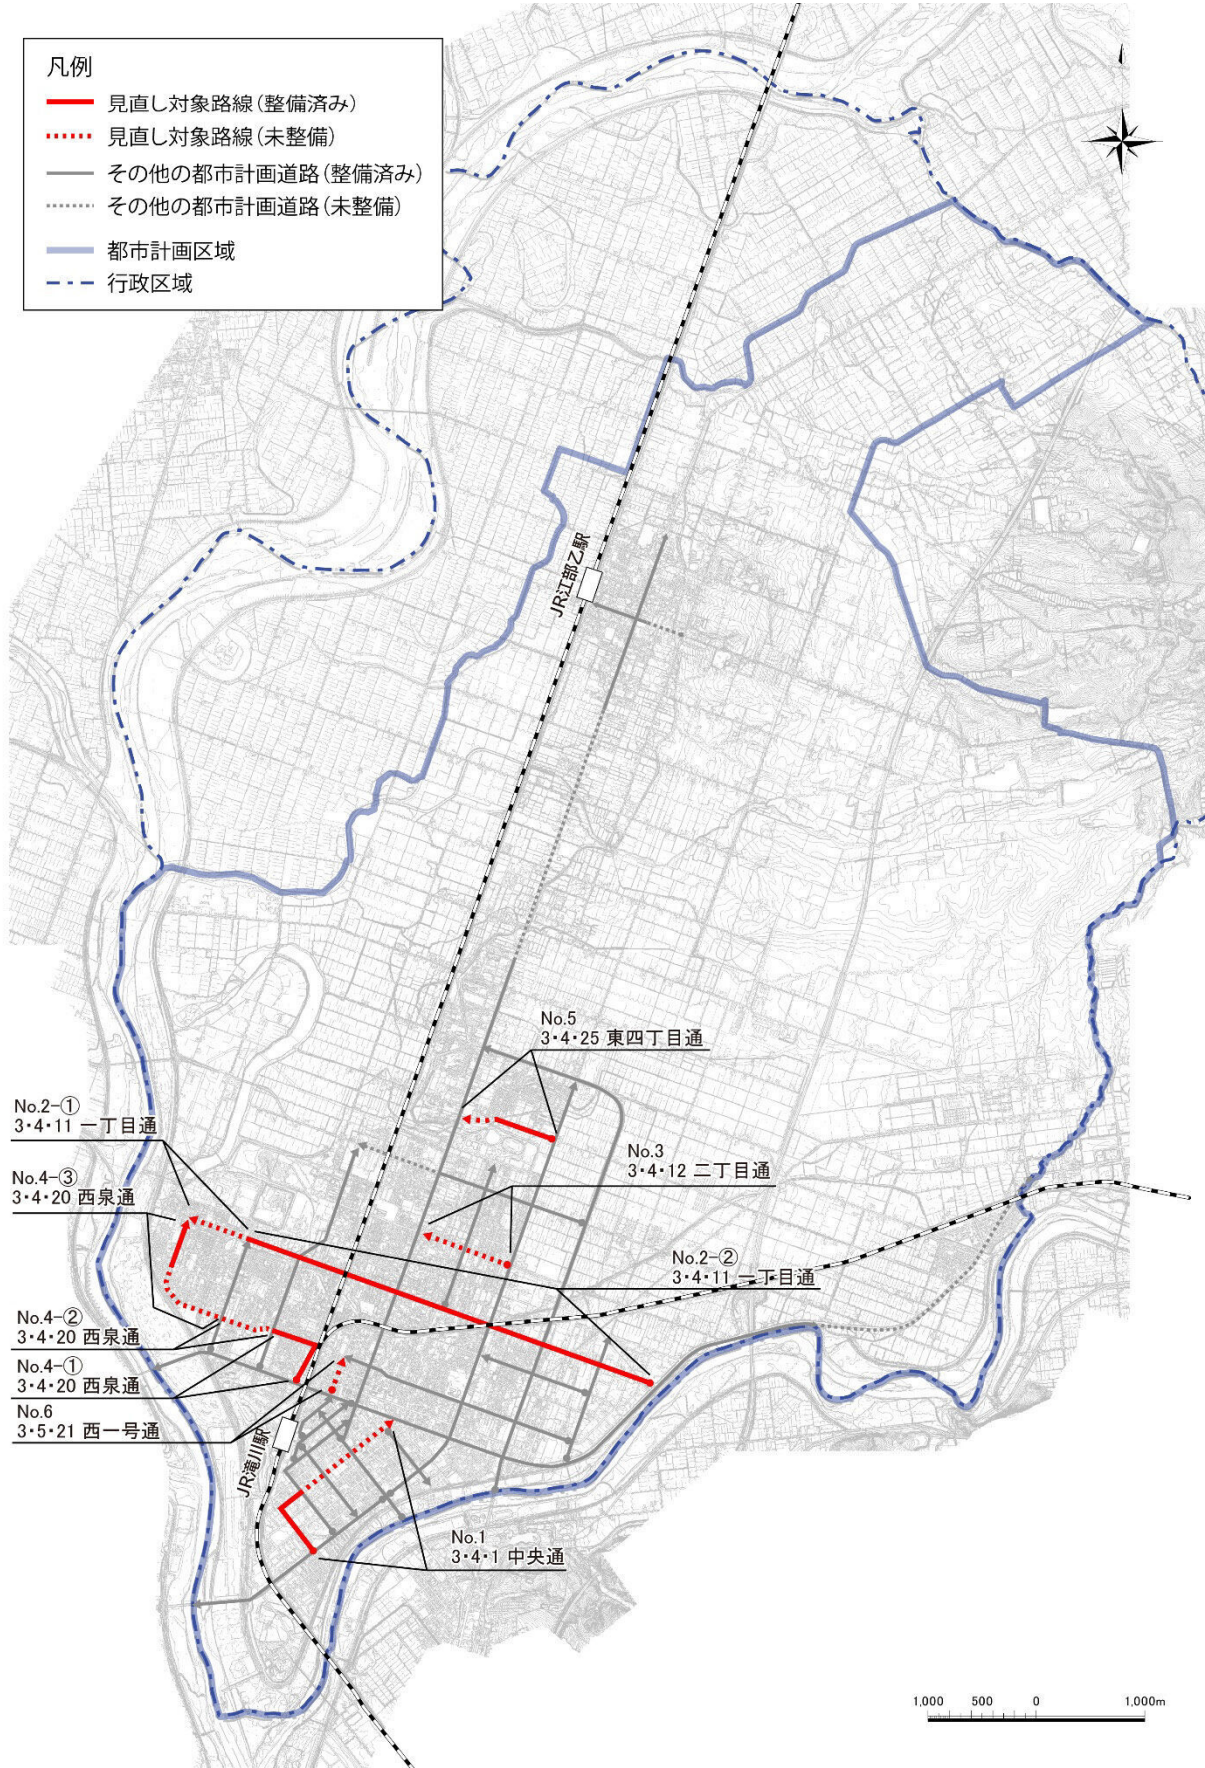 凡例
見直し対象路線(整備済み)
見直し対象路線(未整備)
その他の都市計画道路(整備済み)
その他の都市計画道路(未整備)
都市計画区域
行政区域
JR江部乙駅
No.5
3・4・25 東四丁目通
No.2-①
3・4・11 一丁目通
No.3
3・4・12 二丁目通
No.4-③
3・4・20 西泉通
No.2-②
3・4・11 一丁目通
No.4-②
3・4・20 西泉通
No.4-①
3・4・20 西泉通
No.6
3・5・21 西一号通
JR滝川駅
No.1
3・4・1 中央通
1,000 500 0 1,000m